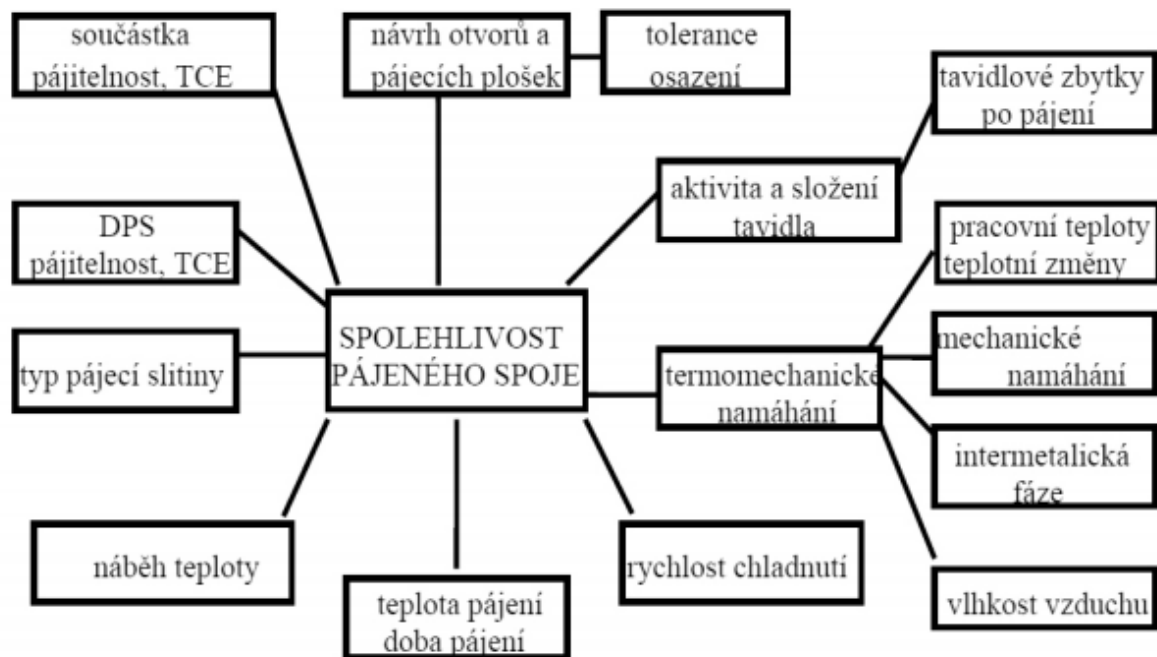 součástka
pájitelnost, TCE
návrh otvorů a
pájecích plošek
tolerance
osazení
tavidlové zbytky
po pájení
aktivita a složení
tavidla
DPS
pájitelnost, TCE
pracovní teploty
teplotní změny
SPOLEHLIVOST
PÁJENÉHO SPOJE
typ pájecí slitiny
termomechanické
namáhání
mechanické
namáhání
intermetalická
fáze
náběh teploty
teplota pájení
doba pájení
rychlost chladnutí
vlhkost vzduchu